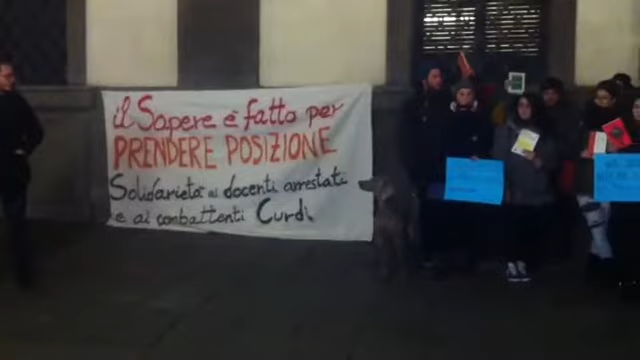 il Sapere è fatto per
PRENDERE POSIZIONE
Solidarietà ai docenti arrestati
e ai combattenti Curdi